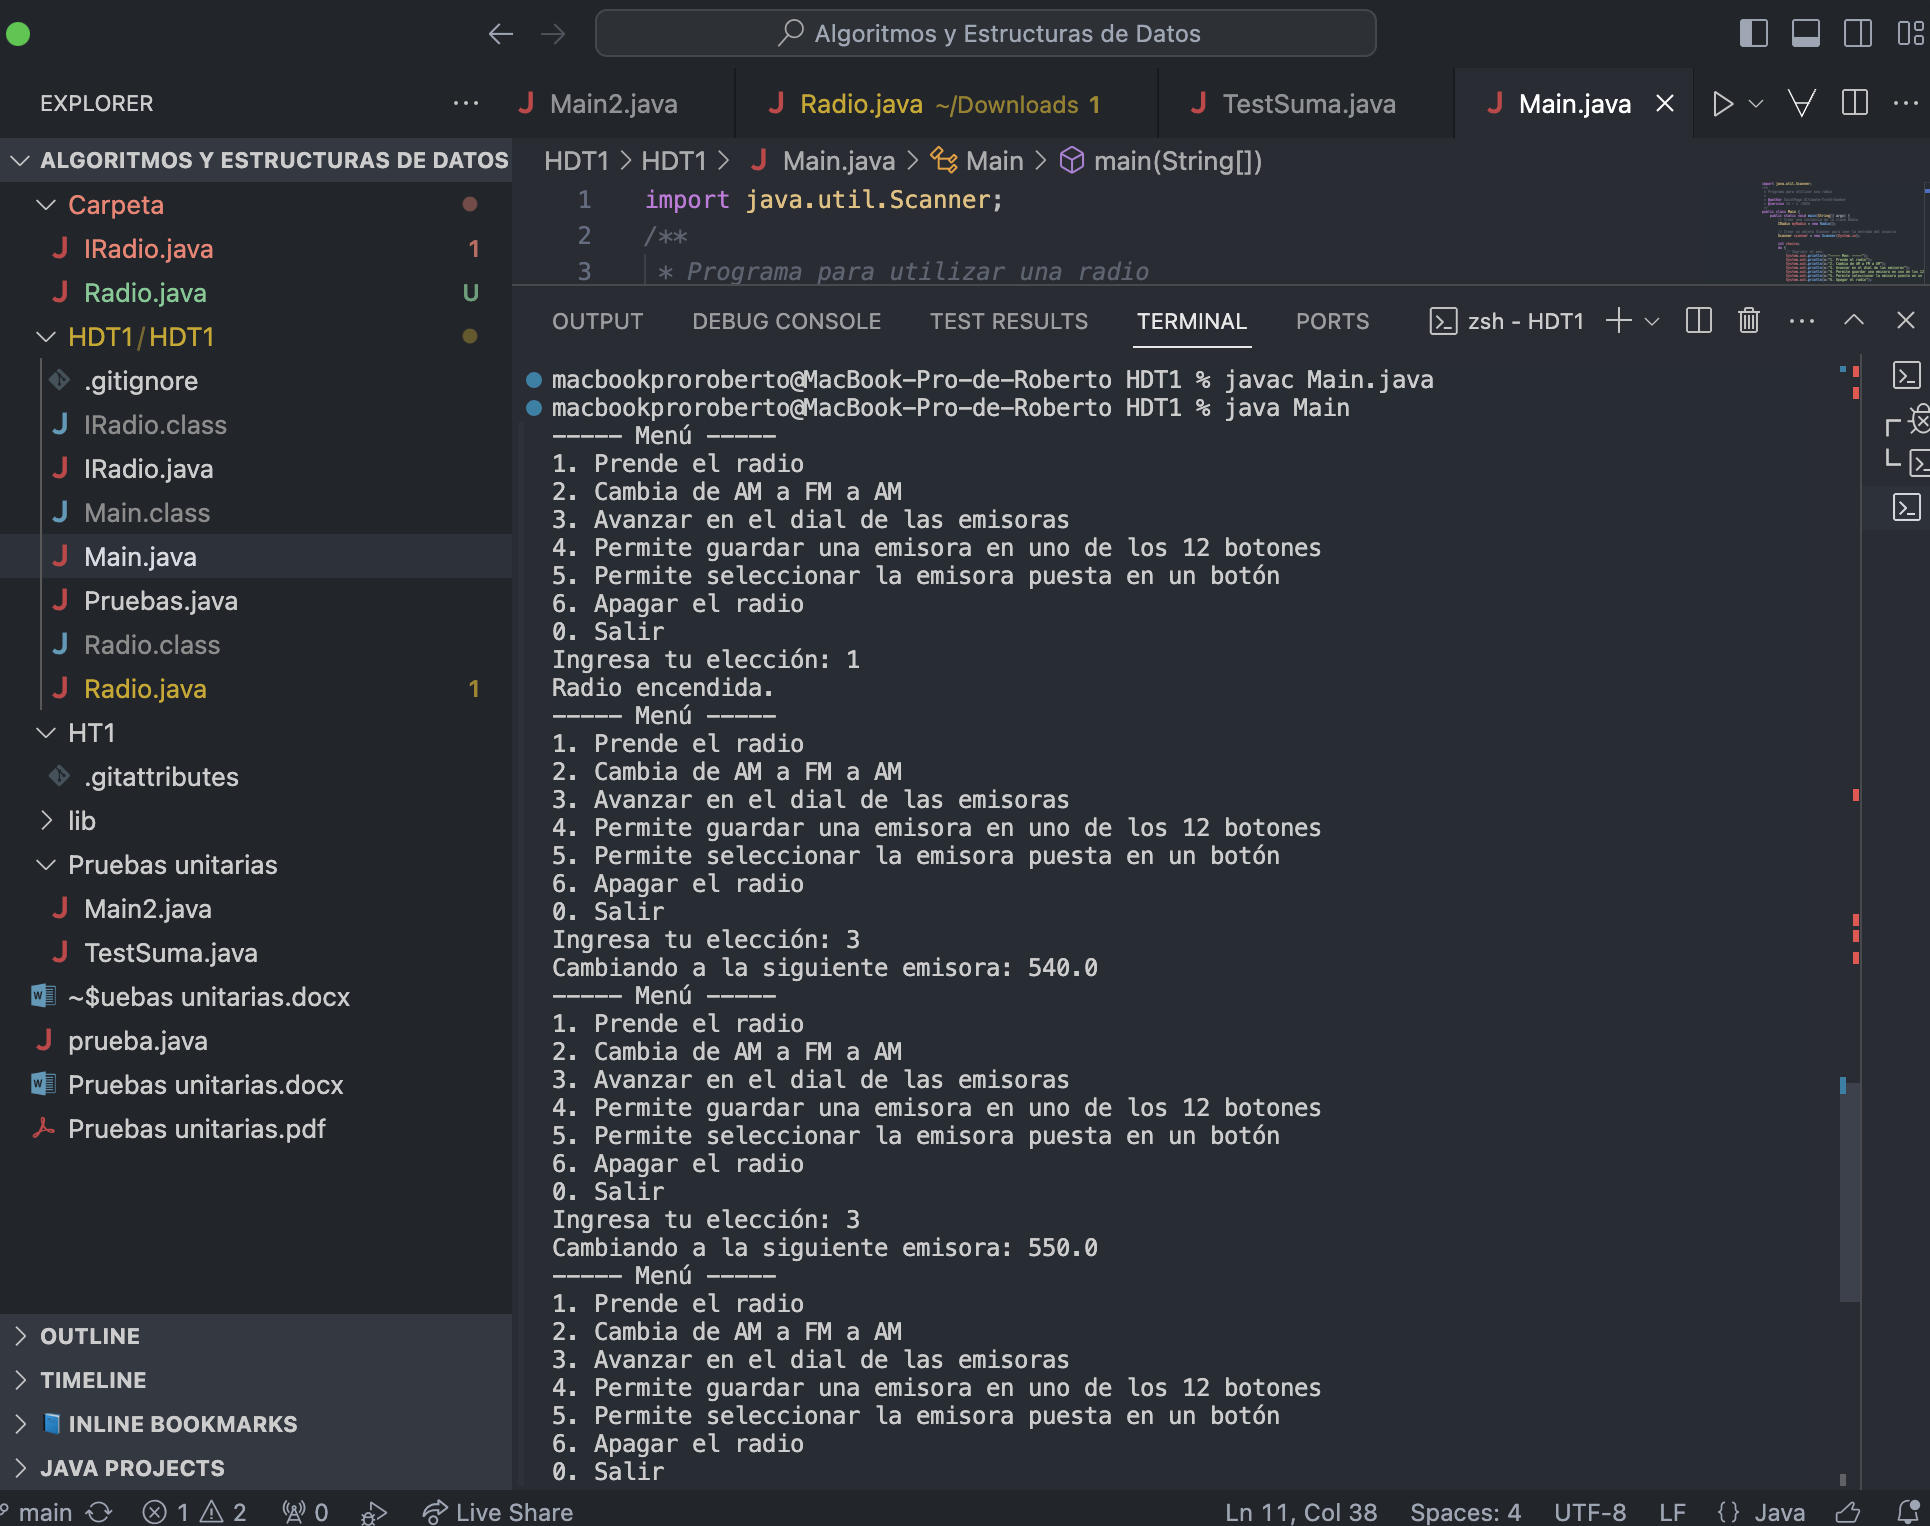 Algoritmos y Estructuras de Datos
EXPLORER
Main2.java
Radio.java ~/Downloads 1
TestSuma.java
Main.java
ALGORITMOS Y ESTRUCTURAS DE DATOS
Carpeta
IRadio.java 1
Radio.java U
HDT1/HDT1
.gitignore
IRadio.class
IRadio.java
Main.class
Main.java
Pruebas.java
Radio.class
Radio.java 1
HT1
.gitattributes
lib
Pruebas unitarias
Main2.java
TestSuma.java
~$uebas unitarias.docx
prueba.java
Pruebas unitarias.docx
Pruebas unitarias.pdf
OUTLINE
TIMELINE
INLINE BOOKMARKS
JAVA PROJECTS
HDT1 > HDT1 > Main.java > Main > main(String[])
1 import java.util.Scanner;
2 /**
3 * Programa para utilizar una radio
OUTPUT DEBUG CONSOLE TEST RESULTS TERMINAL PORTS zsh - HDT1
macbookproroberto@MacBook-Pro-de-Roberto HDT1 % javac Main.java
macbookproroberto@MacBook-Pro-de-Roberto HDT1 % java Main
----- Menú -----
1. Prende el radio
2. Cambia de AM a FM a AM
3. Avanzar en el dial de las emisoras
4. Permite guardar una emisora en uno de los 12 botones
5. Permite seleccionar la emisora puesta en un botón
6. Apagar el radio
0. Salir
Ingresa tu elección: 1
Radio encendida.
----- Menú -----
1. Prende el radio
2. Cambia de AM a FM a AM
3. Avanzar en el dial de las emisoras
4. Permite guardar una emisora en uno de los 12 botones
5. Permite seleccionar la emisora puesta en un botón
6. Apagar el radio
0. Salir
Ingresa tu elección: 3
Cambiando a la siguiente emisora: 540.0
----- Menú -----
1. Prende el radio
2. Cambia de AM a FM a AM
3. Avanzar en el dial de las emisoras
4. Permite guardar una emisora en uno de los 12 botones
5. Permite seleccionar la emisora puesta en un botón
6. Apagar el radio
0. Salir
Ingresa tu elección: 3
Cambiando a la siguiente emisora: 550.0
----- Menú -----
1. Prende el radio
2. Cambia de AM a FM a AM
3. Avanzar en el dial de las emisoras
4. Permite guardar una emisora en uno de los 12 botones
5. Permite seleccionar la emisora puesta en un botón
6. Apagar el radio
0. Salir
main 1 2 0 Live Share Ln 11, Col 38 Spaces: 4 UTF-8 LF {} Java